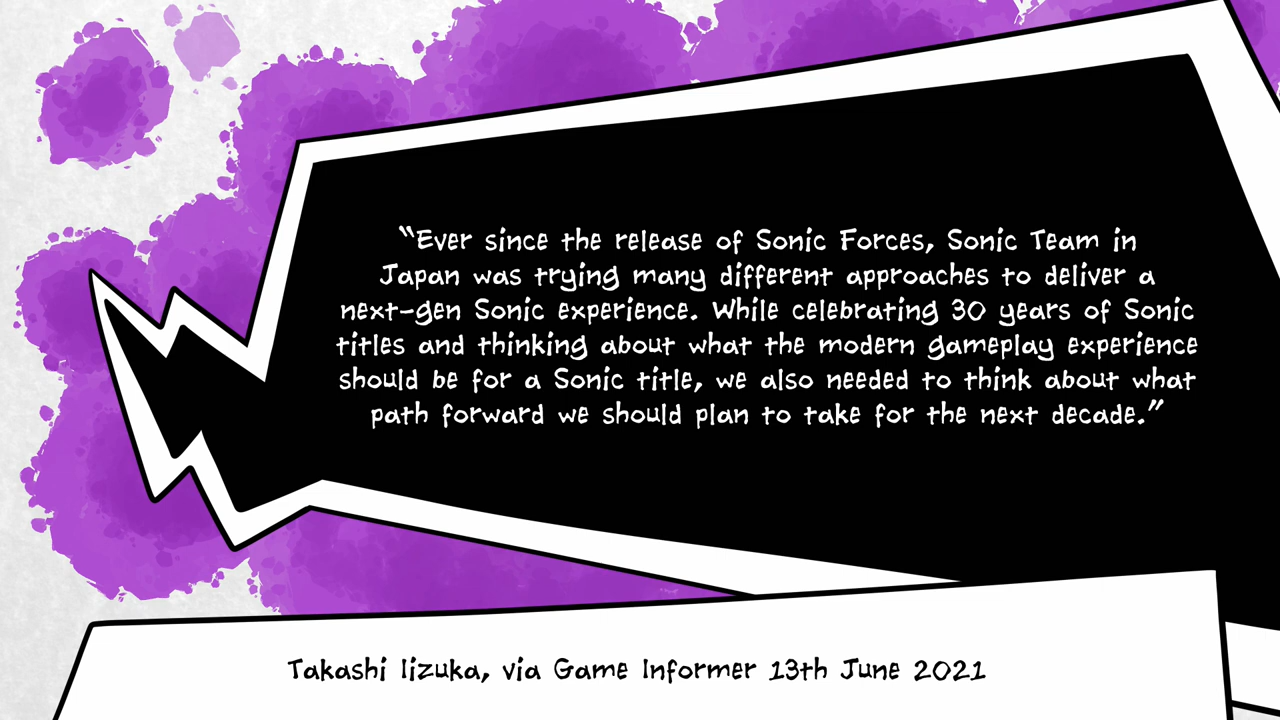 “Ever since the release of Sonic Forces, Sonic Team in
Japan was trying many different approaches to deliver a
next-gen Sonic experience. While celebrating 30 years of Sonic
titles and thinking about what the modern gameplay experience
should be for a Sonic title, we also needed to think about what
path forward we should plan to take for the next decade.”
Takashi Iizuka, via Game Informer 13th June 2021